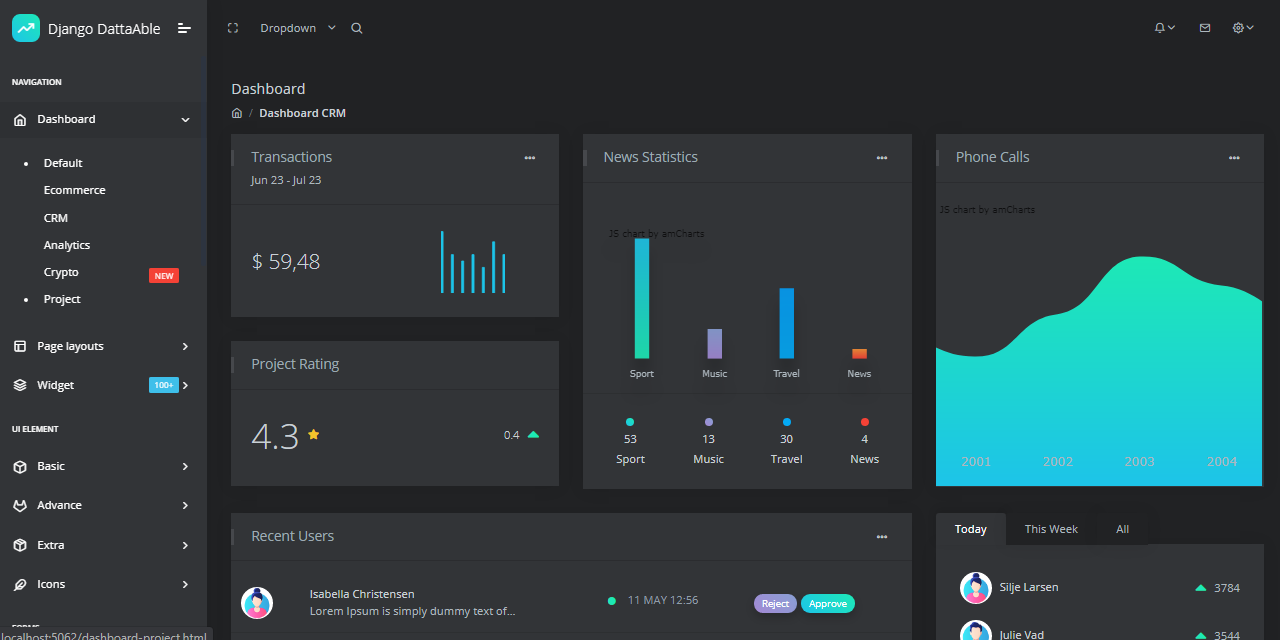 Django DattaAble
Dropdown
NAVIGATION
Dashboard
Default
Ecommerce
CRM
Analytics
Crypto
NEW
Project
Page layouts
Widget
100+
UI ELEMENT
Basic
Advance
Extra
Icons
localhost:5062/dashboard-project.html
Dashboard
/ Dashboard CRM
Transactions
Jun 23 - Jul 23
$ 59,48
Project Rating
4.3
0.4
News Statistics
JS chart by amCharts
Sport Music Travel News
53 13 30 4
Sport Music Travel News
Phone Calls
JS chart by amCharts
2001 2002 2003 2004
Recent Users
Isabella Christensen
Lorem Ipsum is simply dummy text of...
11 MAY 12:56
Reject Approve
Today This Week All
Silje Larsen 3784
Julie Vad 3544